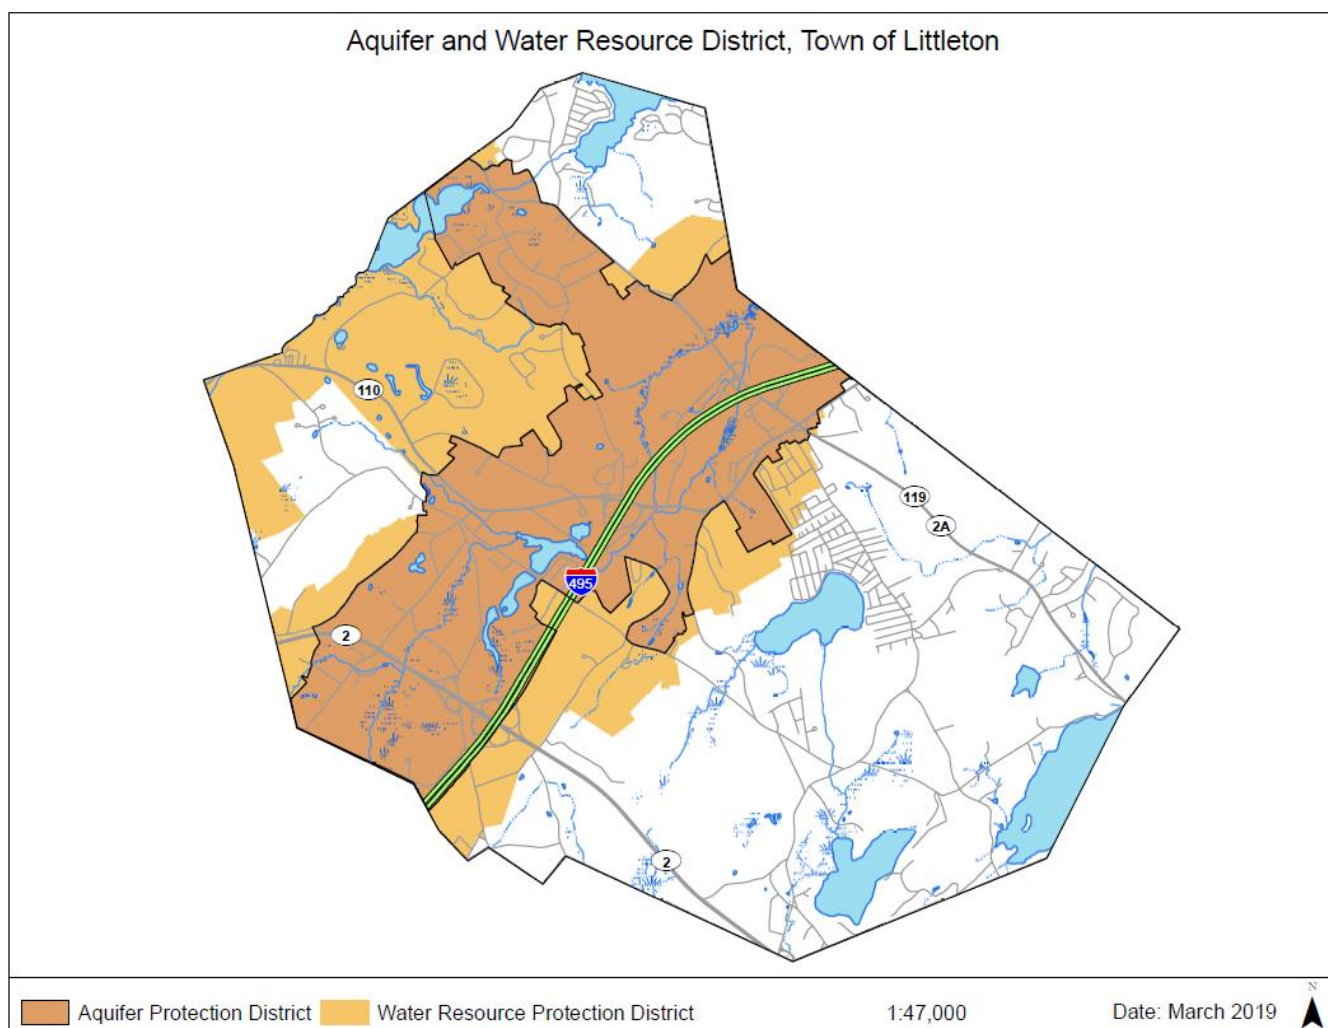 Aquifer and Water Resource District, Town of Littleton
110
119
2A
495
2
2
N
Aquifer Protection District
Water Resource Protection District
1:47,000
Date: March 2019